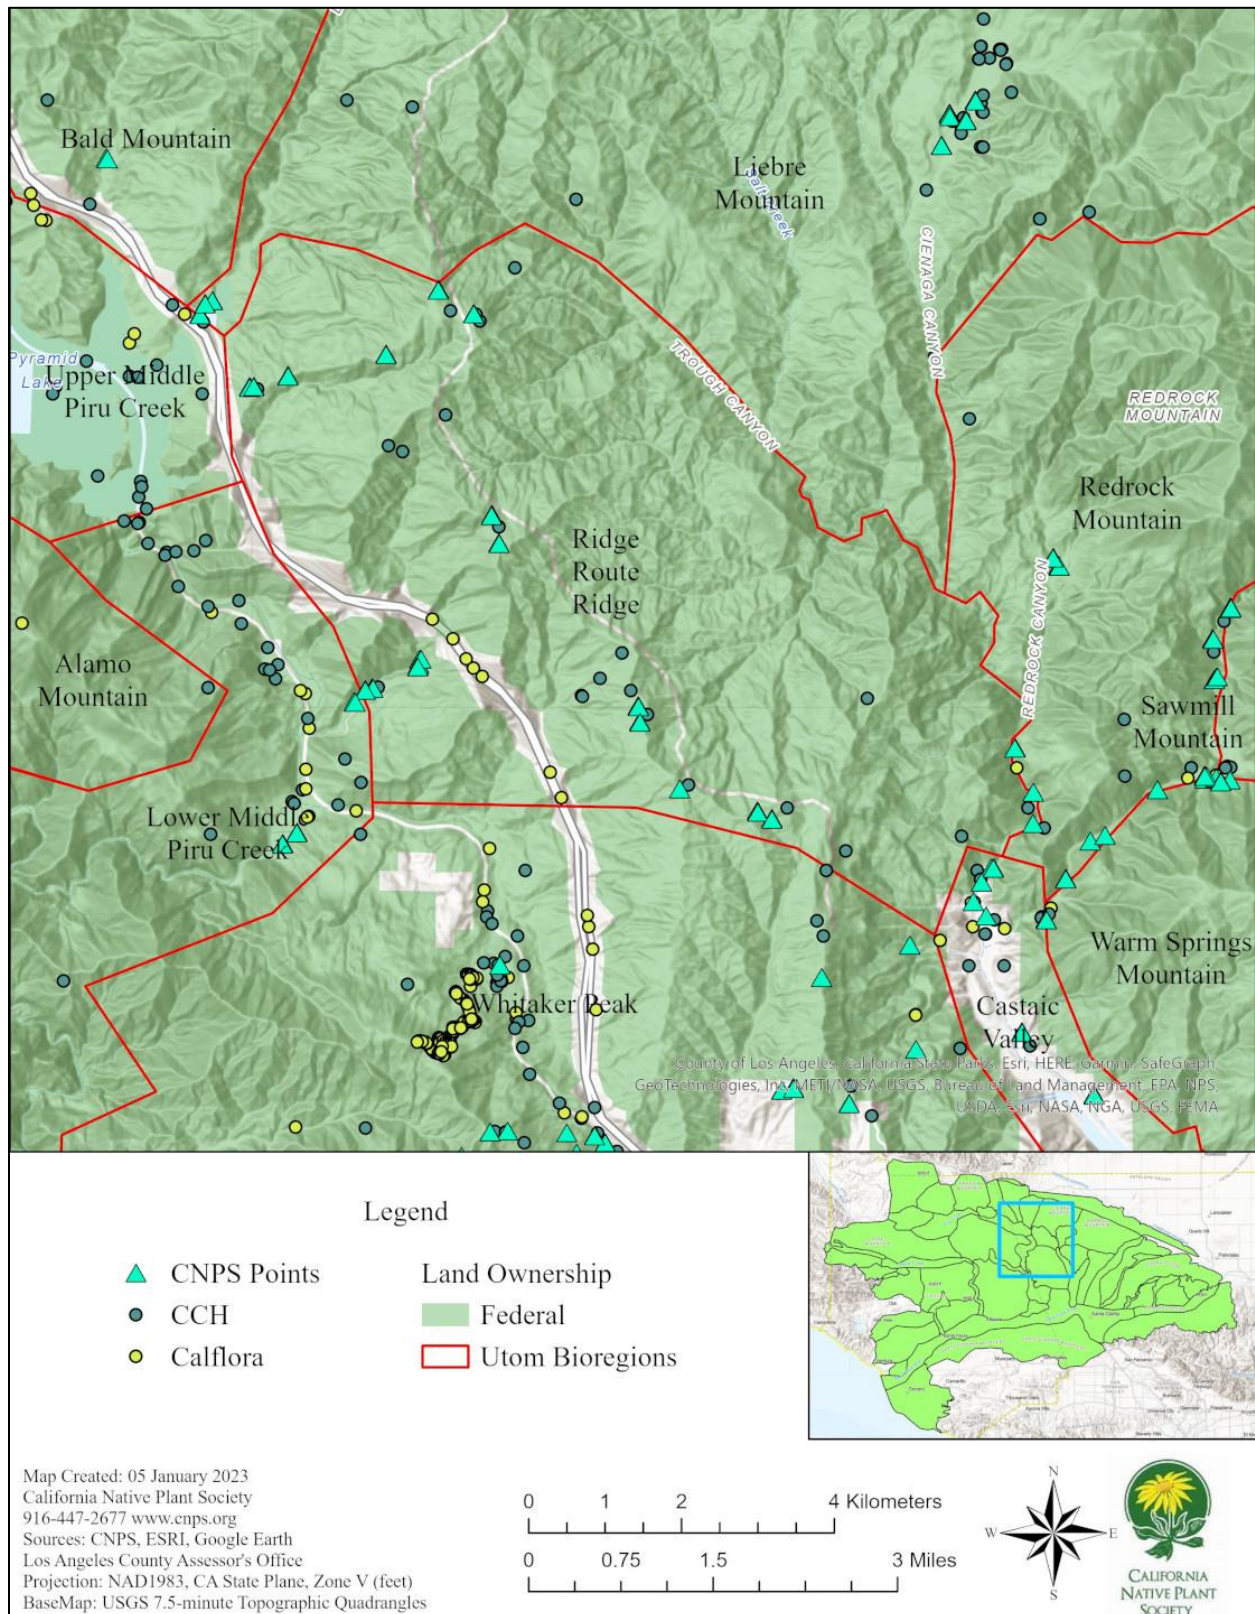 Bald Mountain
Liebre
Mountain
Salt Creek
CIENAGA CANYON
Pyramid
Lake
Upper Middle
Piru Creek
TROUGH CANYON
REDROCK
MOUNTAIN
Redrock
Mountain
Ridge
Route
Ridge
REDROCK CANYON
Alamo
Mountain
Sawmill
Mountain
Lower Middle
Piru Creek
Warm Springs
Mountain
Whitaker Peak
Castaic
Valley
County of Los Angeles, California State Parks, Esri, HERE, Garmin, SafeGraph,
GeoTechnologies, Inc, METI/NASA, USGS, Bureau of Land Management, EPA, NPS,
USDA, Esri, NASA, NGA, USGS, FEMA
Legend
CNPS Points
CCH
Calflora
Land Ownership
Federal
Utom Bioregions
Map Created: 05 January 2023
California Native Plant Society
916-447-2677 www.cnps.org
Sources: CNPS, ESRI, Google Earth
Los Angeles County Assessor's Office
Projection: NAD1983, CA State Plane, Zone V (feet)
BaseMap: USGS 7.5-minute Topographic Quadrangles
0 1 2 4 Kilometers
0 0.75 1.5 3 Miles
N
W E
S
CALIFORNIA
NATIVE PLANT
SOCIETY